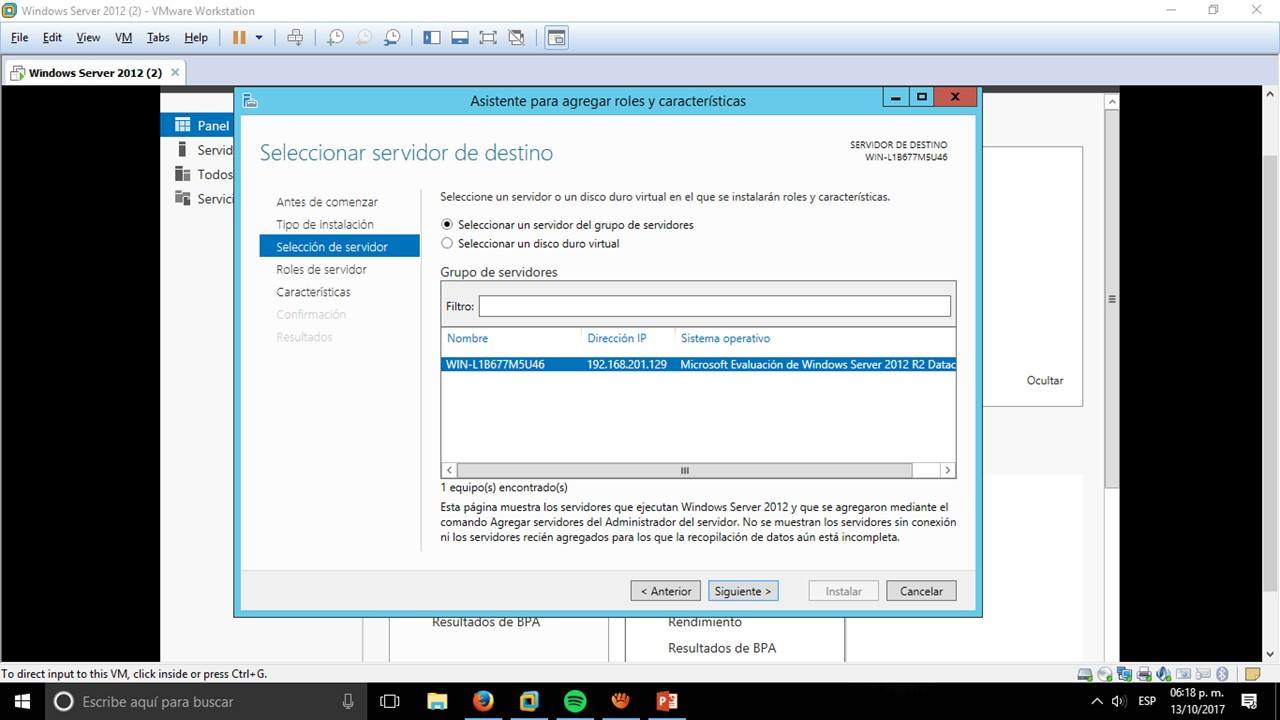 Windows Server 2012 (2) - VMware Workstation
File Edit View VM Tabs Help
Windows Server 2012 (2)
Asistente para agregar roles y características
Panel
Servid
Todos
Servici
Seleccionar servidor de destino
SERVIDOR DE DESTINO
WIN-L1B677M5U46
Antes de comenzar
Tipo de instalación
Selección de servidor
Roles de servidor
Características
Confirmación
Resultados
Seleccione un servidor o un disco duro virtual en el que se instalarán roles y características.
Seleccionar un servidor del grupo de servidores
Seleccionar un disco duro virtual
Grupo de servidores
Filtro:
Nombre Dirección IP Sistema operativo
WIN-L1B677M5U46 192.168.201.129 Microsoft Evaluación de Windows Server 2012 R2 Datac
1 equipo(s) encontrado(s)
Esta página muestra los servidores que ejecutan Windows Server 2012 y que se agregaron mediante el
comando Agregar servidores del Administrador del servidor. No se muestran los servidores sin conexión
ni los servidores recién agregados para los que la recopilación de datos aún está incompleta.
< Anterior Siguiente > Instalar Cancelar
Ocultar
Resultados de BPA
Rendimiento
Resultados de BPA
To direct input to this VM, click inside or press Ctrl+G.
Escribe aquí para buscar
ESP
06:18 p. m.
13/10/2017